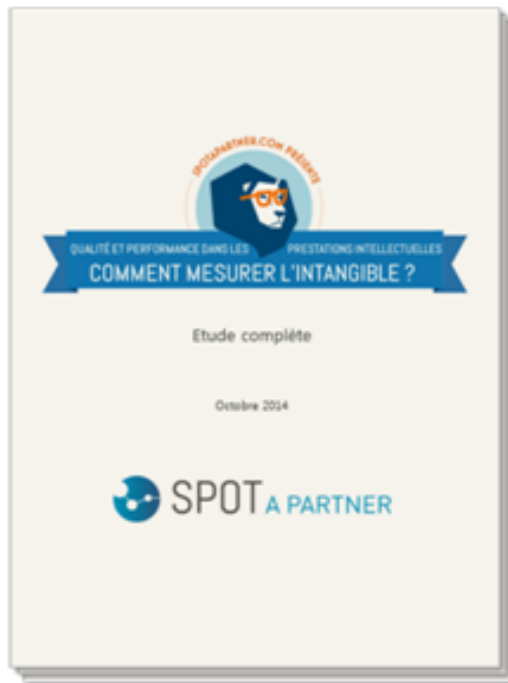 SPOTAPARTNER.COM PRÉSENTE
QUALITÉ ET PERFORMANCE DANS LES PRESTATIONS INTELLECTUELLES
COMMENT MESURER L'INTANGIBLE ?
Etude complète
Octobre 2014
SPOT A PARTNER